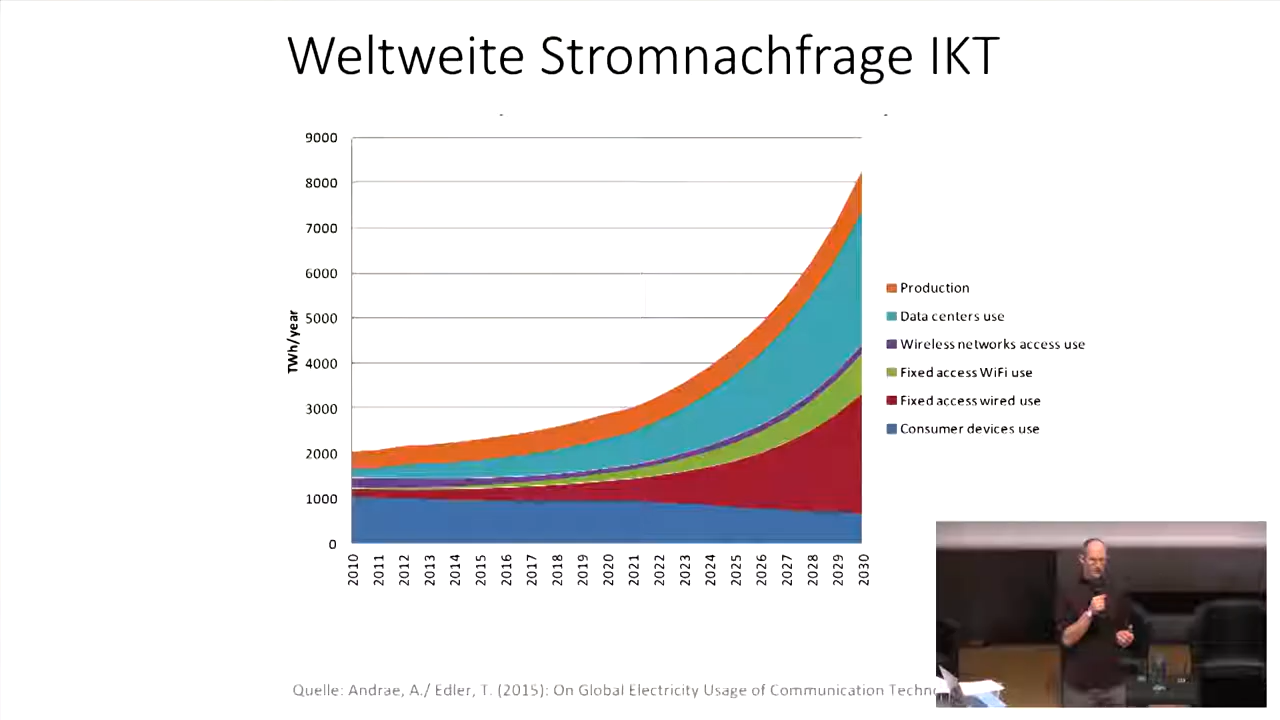 Weltweite Stromnachfrage IKT
9000
8000
7000
6000
5000
4000
3000
2000
1000
0
TWh/year
2010 2011 2012 2013 2014 2015 2016 2017 2018 2019 2020 2021 2022 2023 2024 2025 2026 2027 2028 2029 2030
Production
Data centers use
Wireless networks access use
Fixed access WiFi use
Fixed access wired use
Consumer devices use
Quelle: Andrae, A./ Edler, T. (2015): On Global Electricity Usage of Communication